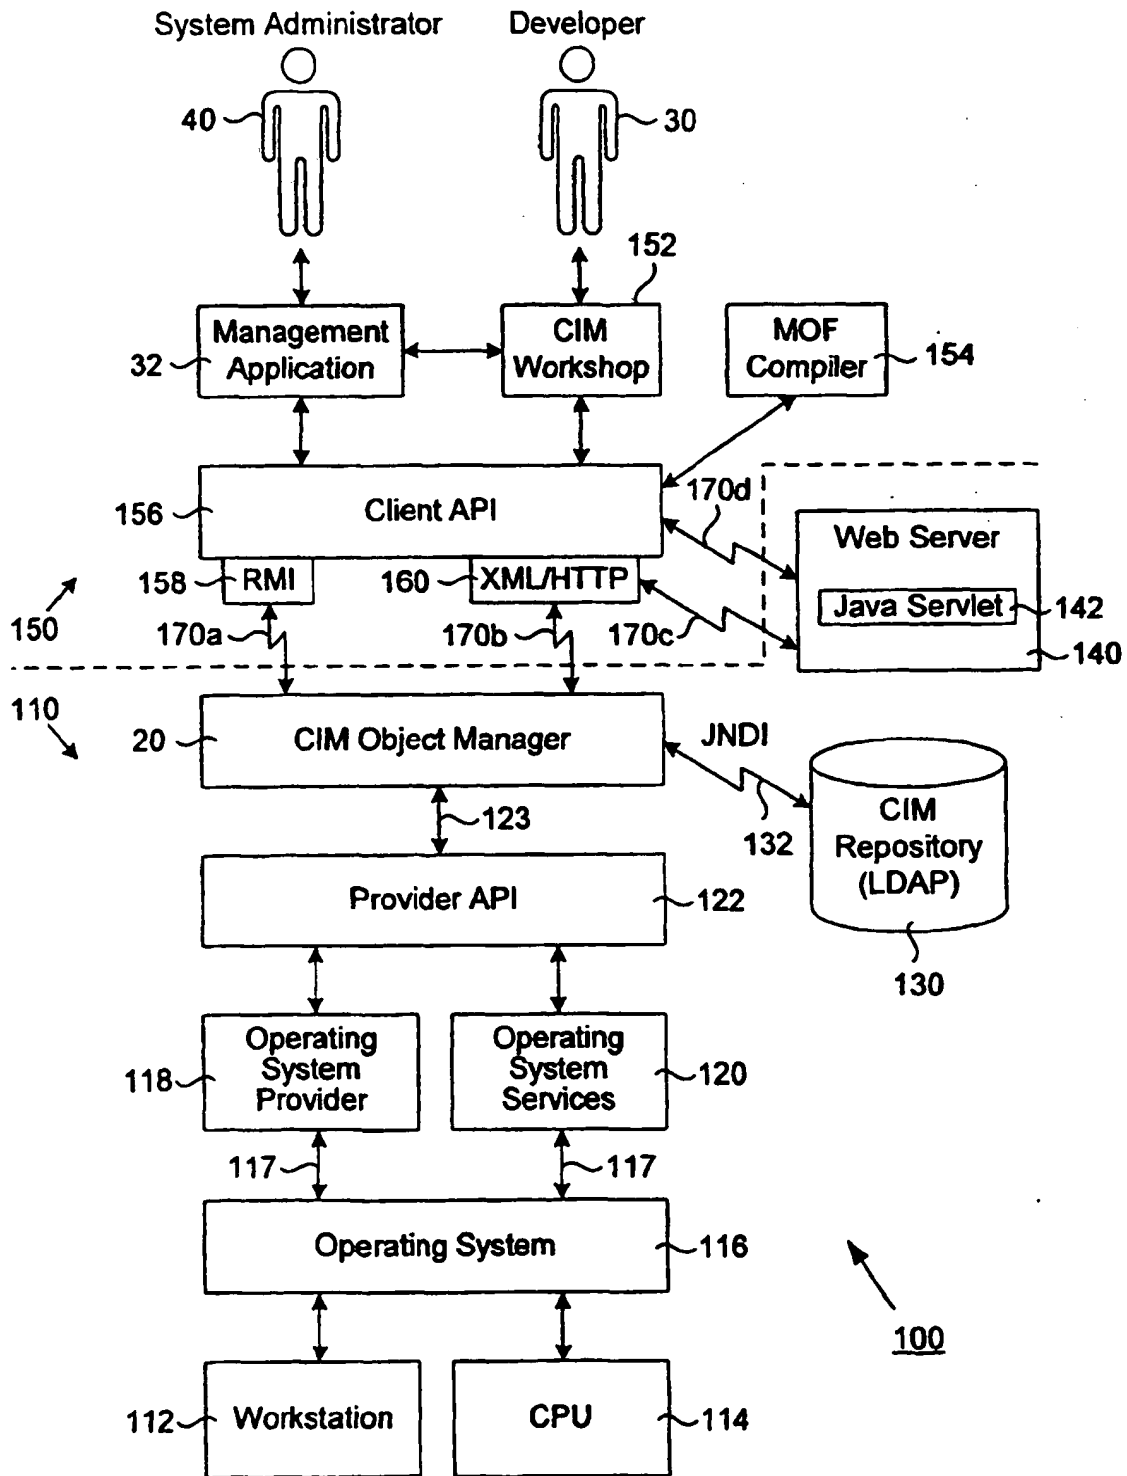 System Administrator
Developer
40
30
152
Management
Application
32
CIM
Workshop
MOF
Compiler
154
156
Client API
170d
Web Server
158
RMI
160
XML/HTTP
Java Servlet
142
150
170a
170b
170c
140
110
20
CIM Object Manager
JNDI
123
132
CIM
Repository
(LDAP)
Provider API
122
130
118
Operating
System
Provider
Operating
System
Services
120
117
117
Operating System
116
100
112
Workstation
CPU
114